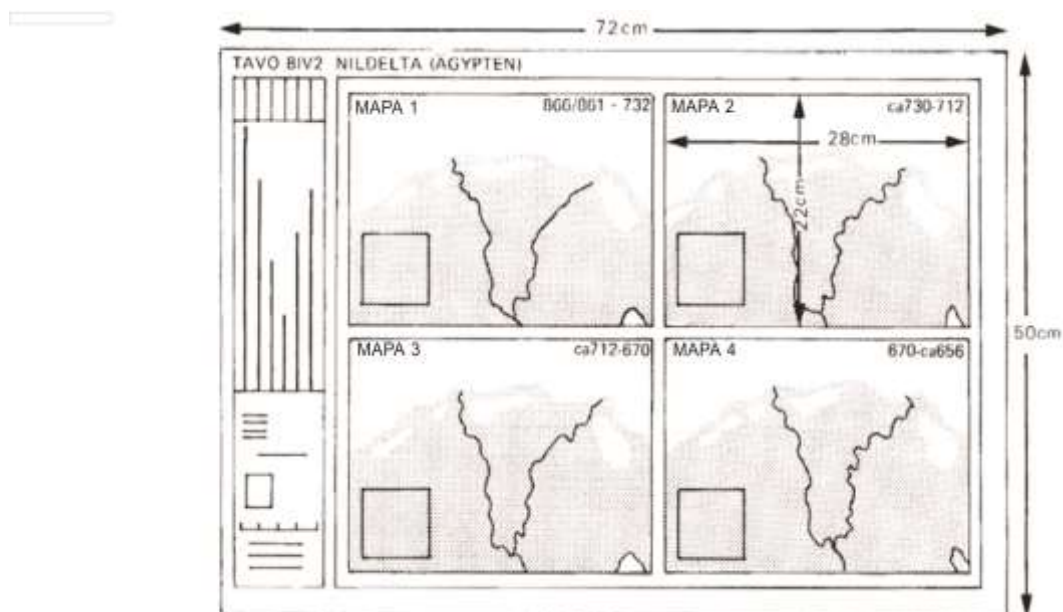 72cm
TAVO BIV2 NILDELTA (ÄGYPTEN)
MAPA 1 866/861 - 732
MAPA 2 ca730-712
28cm
22cm
50cm
MAPA 3 ca712-670
MAPA 4 670-ca656